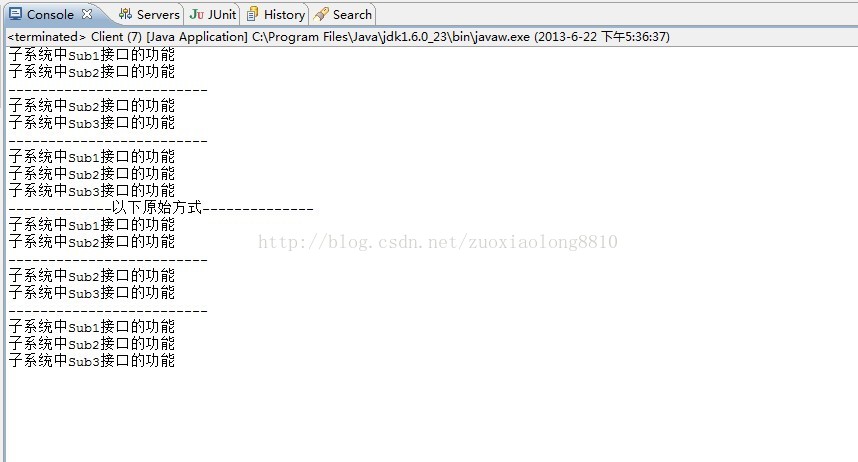 Console Servers JUnit History Search
<terminated> Client (7) [Java Application] C:\Program Files\Java\jdk1.6.0_23\bin\javaw.exe (2013-6-22 下午5:36:37)
子系统中Sub1接口的功能
子系统中Sub2接口的功能
-------------------------
子系统中Sub2接口的功能
子系统中Sub3接口的功能
-------------------------
子系统中Sub1接口的功能
子系统中Sub2接口的功能
子系统中Sub3接口的功能
-------------以下原始方式--------------
子系统中Sub1接口的功能
子系统中Sub2接口的功能
http://blog.csdn.net/zuoxiaolong8810
-------------------------
子系统中Sub2接口的功能
子系统中Sub3接口的功能
-------------------------
子系统中Sub1接口的功能
子系统中Sub2接口的功能
子系统中Sub3接口的功能